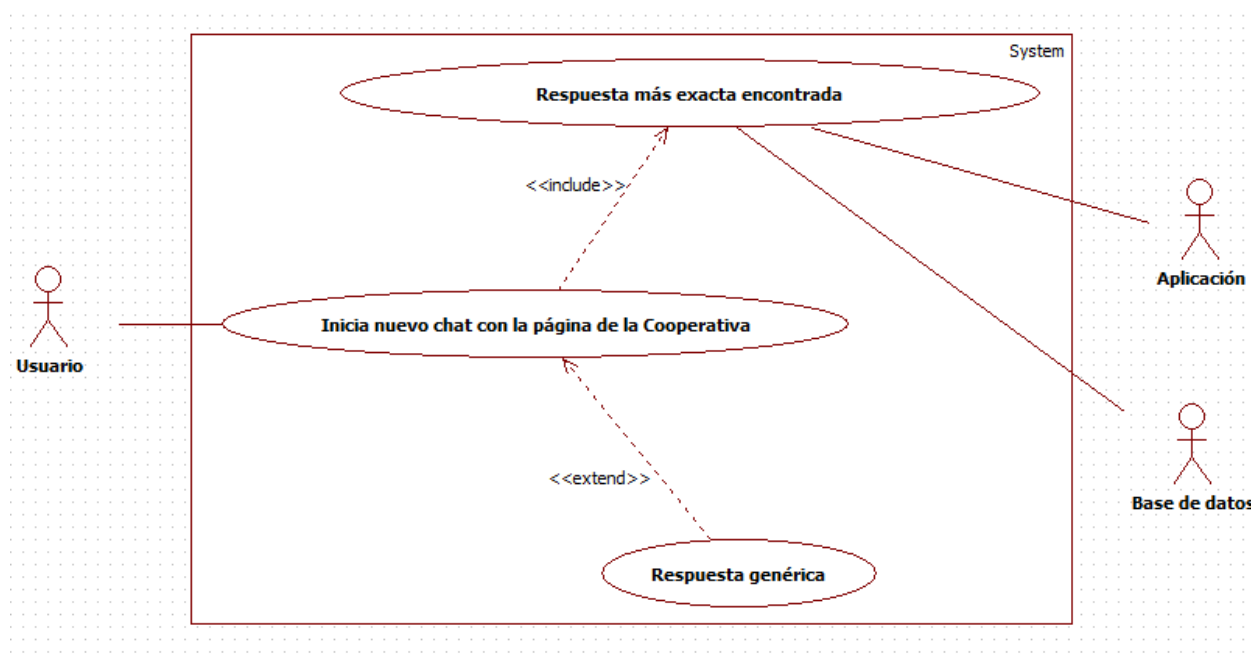 System
Respuesta más exacta encontrada
<<include>>
Aplicación
Inicia nuevo chat con la página de la Cooperativa
Usuario
<<extend>>
Base de datos
Respuesta genérica